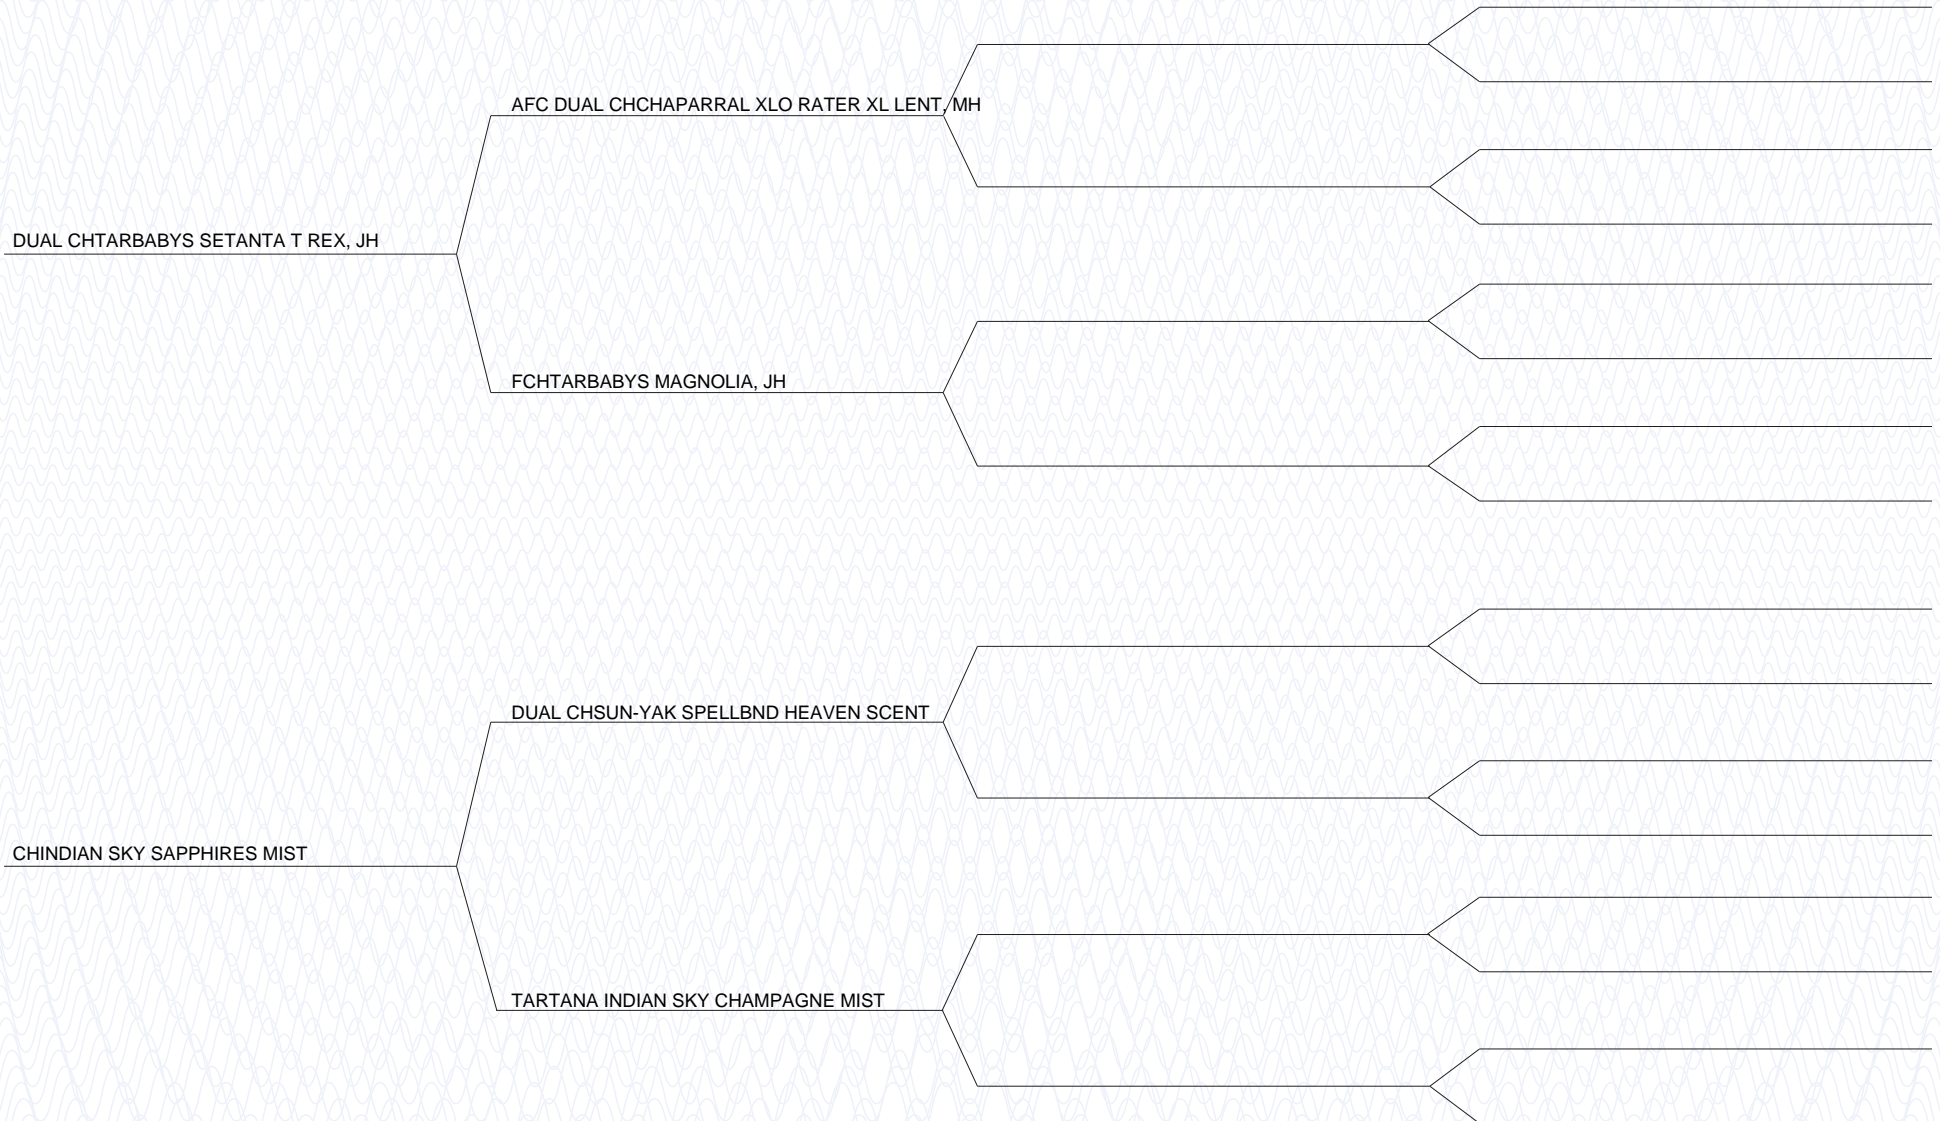 AFC DUAL CHCHAPARRAL XLO RATER XL LENT, MH
DUAL CHTARBABYS SETANTA T REX, JH
FCHTARBABYS MAGNOLIA, JH
DUAL CHSUN-YAK SPELLBND HEAVEN SCENT
CHINDIAN SKY SAPPHIRES MIST
TARTANA INDIAN SKY CHAMPAGNE MIST